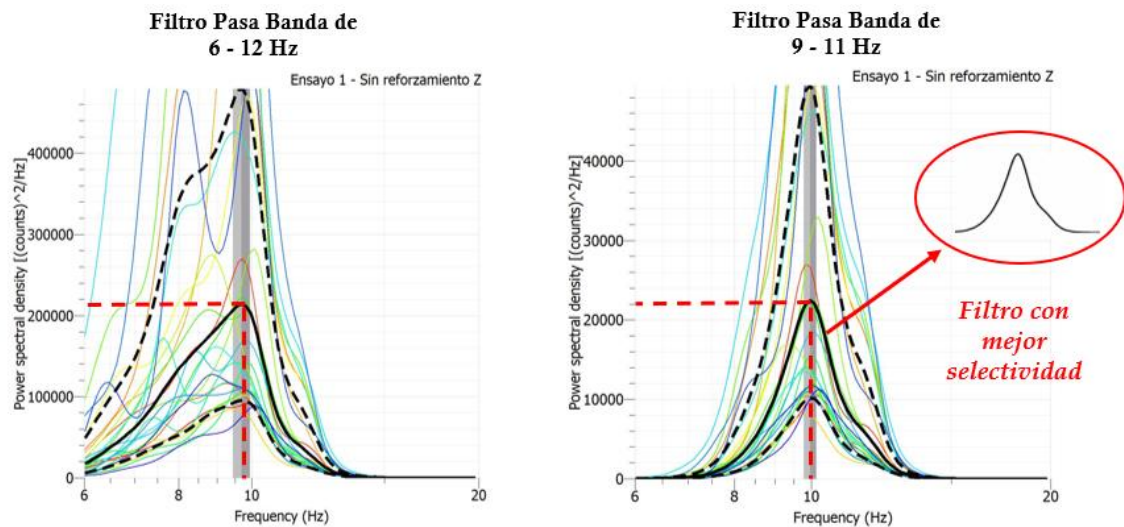 Filtro Pasa Banda de
6 - 12 Hz
Ensayo 1 - Sin reforzamiento Z
Power spectral density [(counts)^2/Hz]
400000
300000
200000
100000
0
6
8
10
20
Frequency (Hz)
Filtro Pasa Banda de
9 - 11 Hz
Ensayo 1 - Sin reforzamiento Z
Power spectral density [(counts)^2/Hz]
40000
30000
20000
10000
0
6
8
10
20
Frequency (Hz)
Filtro con
mejor
selectividad